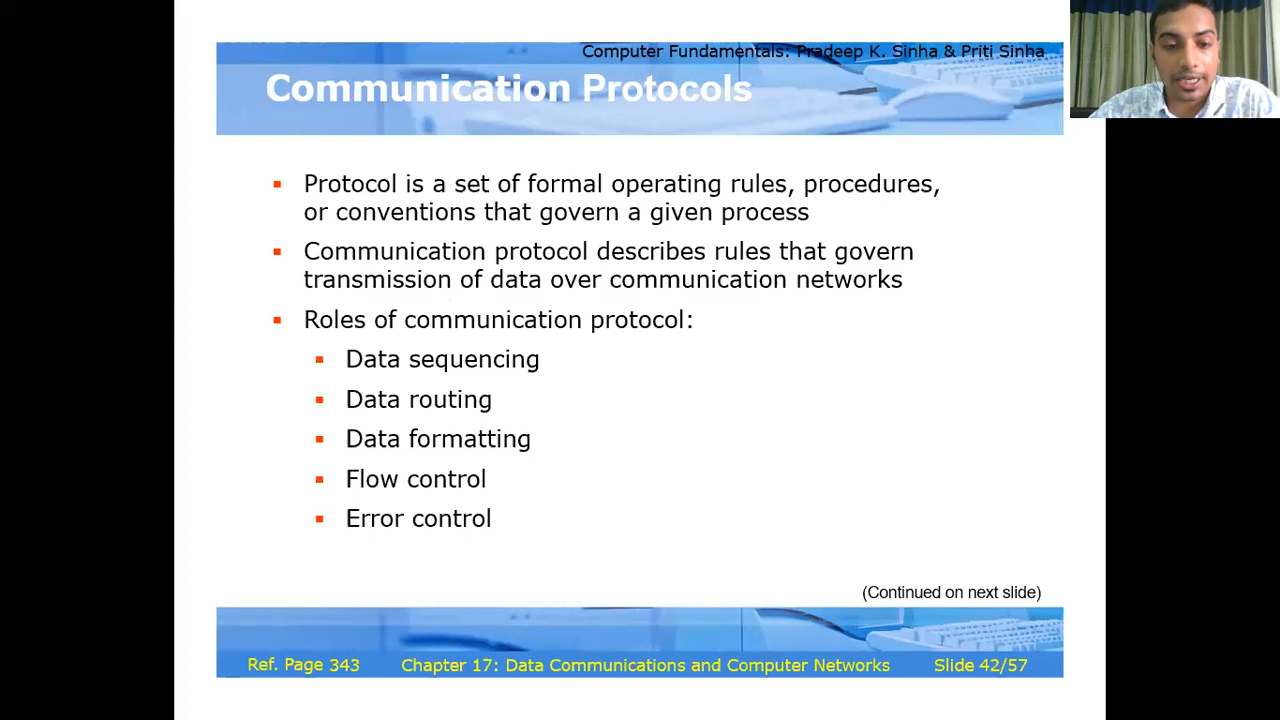 Computer Fundamentals: Pradeep K. Sinha & Priti Sinha
Communication Protocols
▪ Protocol is a set of formal operating rules, procedures,
or conventions that govern a given process
▪ Communication protocol describes rules that govern
transmission of data over communication networks
▪ Roles of communication protocol:
▪ Data sequencing
▪ Data routing
▪ Data formatting
▪ Flow control
▪ Error control
(Continued on next slide)
Ref. Page 343 Chapter 17: Data Communications and Computer Networks Slide 42/57